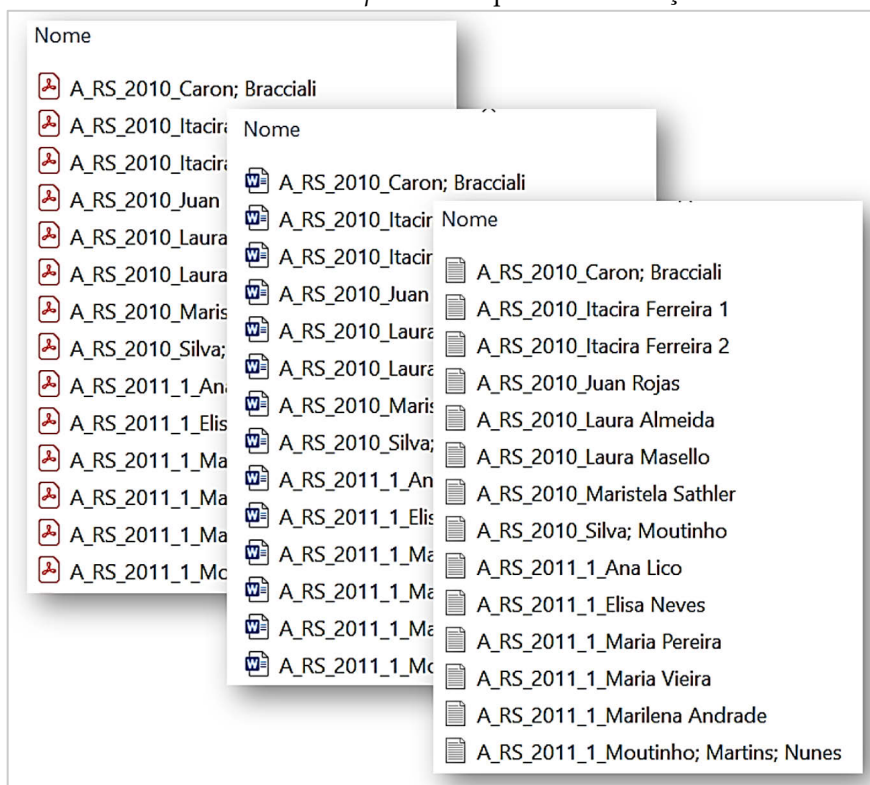 Nome
A_RS_2010_Caron; Bracciali
A_RS_2010_Itacira
A_RS_2010_Itacira
A_RS_2010_Juan
A_RS_2010_Laura
A_RS_2010_Laura
A_RS_2010_Maris
A_RS_2010_Silva;
A_RS_2011_1_Ana
A_RS_2011_1_Elis
A_RS_2011_1_Ma
A_RS_2011_1_Ma
A_RS_2011_1_Ma
A_RS_2011_1_Mo
Nome
A_RS_2010_Caron; Bracciali
A_RS_2010_Itacir
A_RS_2010_Itacir
A_RS_2010_Juan
A_RS_2010_Laura
A_RS_2010_Laura
A_RS_2010_Maris
A_RS_2010_Silva;
A_RS_2011_1_An
A_RS_2011_1_Elis
A_RS_2011_1_Ma
A_RS_2011_1_Ma
A_RS_2011_1_Ma
A_RS_2011_1_Mo
Nome
A_RS_2010_Caron; Bracciali
A_RS_2010_Itacira Ferreira 1
A_RS_2010_Itacira Ferreira 2
A_RS_2010_Juan Rojas
A_RS_2010_Laura Almeida
A_RS_2010_Laura Masello
A_RS_2010_Maristela Sathler
A_RS_2010_Silva; Moutinho
A_RS_2011_1_Ana Lico
A_RS_2011_1_Elisa Neves
A_RS_2011_1_Maria Pereira
A_RS_2011_1_Maria Vieira
A_RS_2011_1_Marilena Andrade
A_RS_2011_1_Moutinho; Martins; Nunes